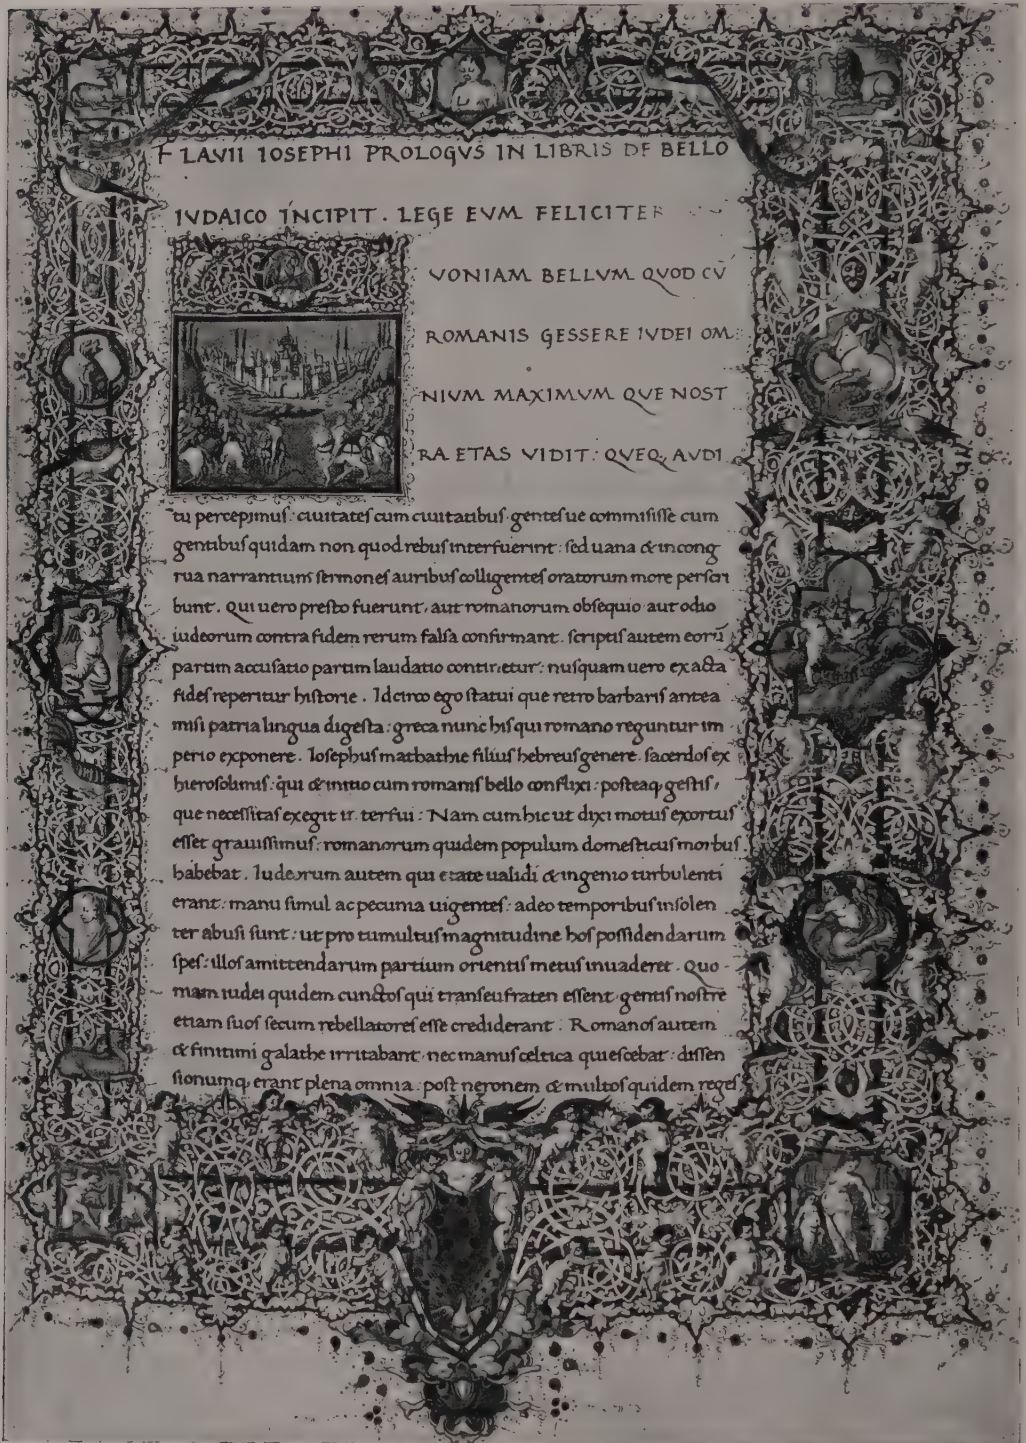 FLAVII IOSEPHI PROLOGVS IN LIBRIS DE BELLO
IVDAICO INCIPIT . LEGE EVM FELICITER
VONIAM BELLVM QVOD CV̄
ROMANIS GESSERE IVDEI OM
NIVM MAXIMVM QVE NOST
RA ETAS VIDIT : QVEQ; AVDI
tu percepimus : ciuitates cum ciuitatibus · gentes ue commisisse cum
gentibus quidam non quod rebus interfuerint : sed uana & incong
rua narrantium sermones auribus colligentes oratorum more perscri
bunt . Qui uero presto fuerunt , aut romanorum obsequio aut odio
iudeorum contra fidem rerum falsa confirmant . scriptis autem eorū
partim accusatio partim laudatio continetur : nusquam uero exacta
fides reperitur historie . Idcirco ego statui que retro barbaris antea
misi patria lingua digesta : greca nunc his qui romano reguntur im
perio exponere . Iosephus mathathie filius hebreus genere . sacerdos ex
hierosolimis : qui & initio cum romanis bello conflixi : posteaq; gestis ,
que necessitas exegit interfui : Nam cum hic ut dixi motus exortus
esset grauissimus : romanorum quidem populum domesticus morbus
habebat . Iudeorum autem qui etate ualidi & ingenio turbulenti
erant : manu simul ac pecunia uigentes : adeo temporibus insolen
ter abusi sunt : ut pro tumultus magnitudine hos possidendarum
spes : illos amittendarum partium orientis metus inuaderet . Quo-
niam iudei quidem cunctos qui trans eufraten essent gentis nostre
etiam suos secum rebellatores esse crediderant : Romanos autem
& finitimi galathe irritabant · nec manus celtica quiescebat : dissen
sionumq; erant plena omnia : post neronem & multos quidem reges